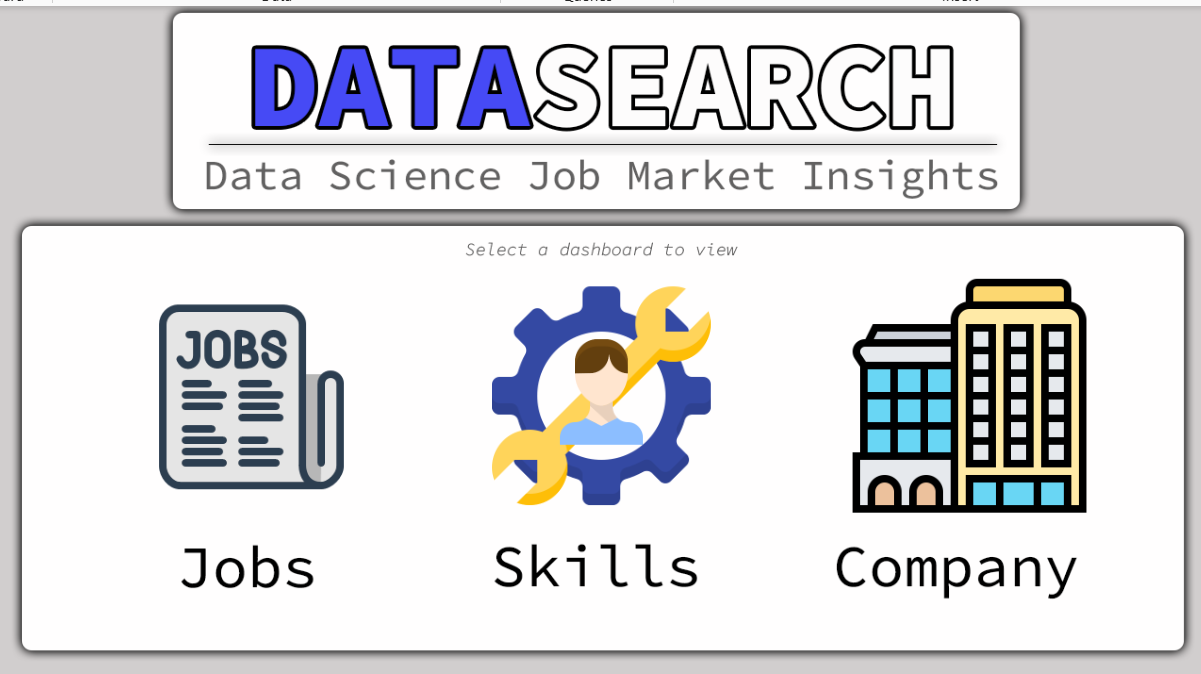 DATASEARCH
Data Science Job Market Insights
Select a dashboard to view
JOBS
Jobs
Skills
Company